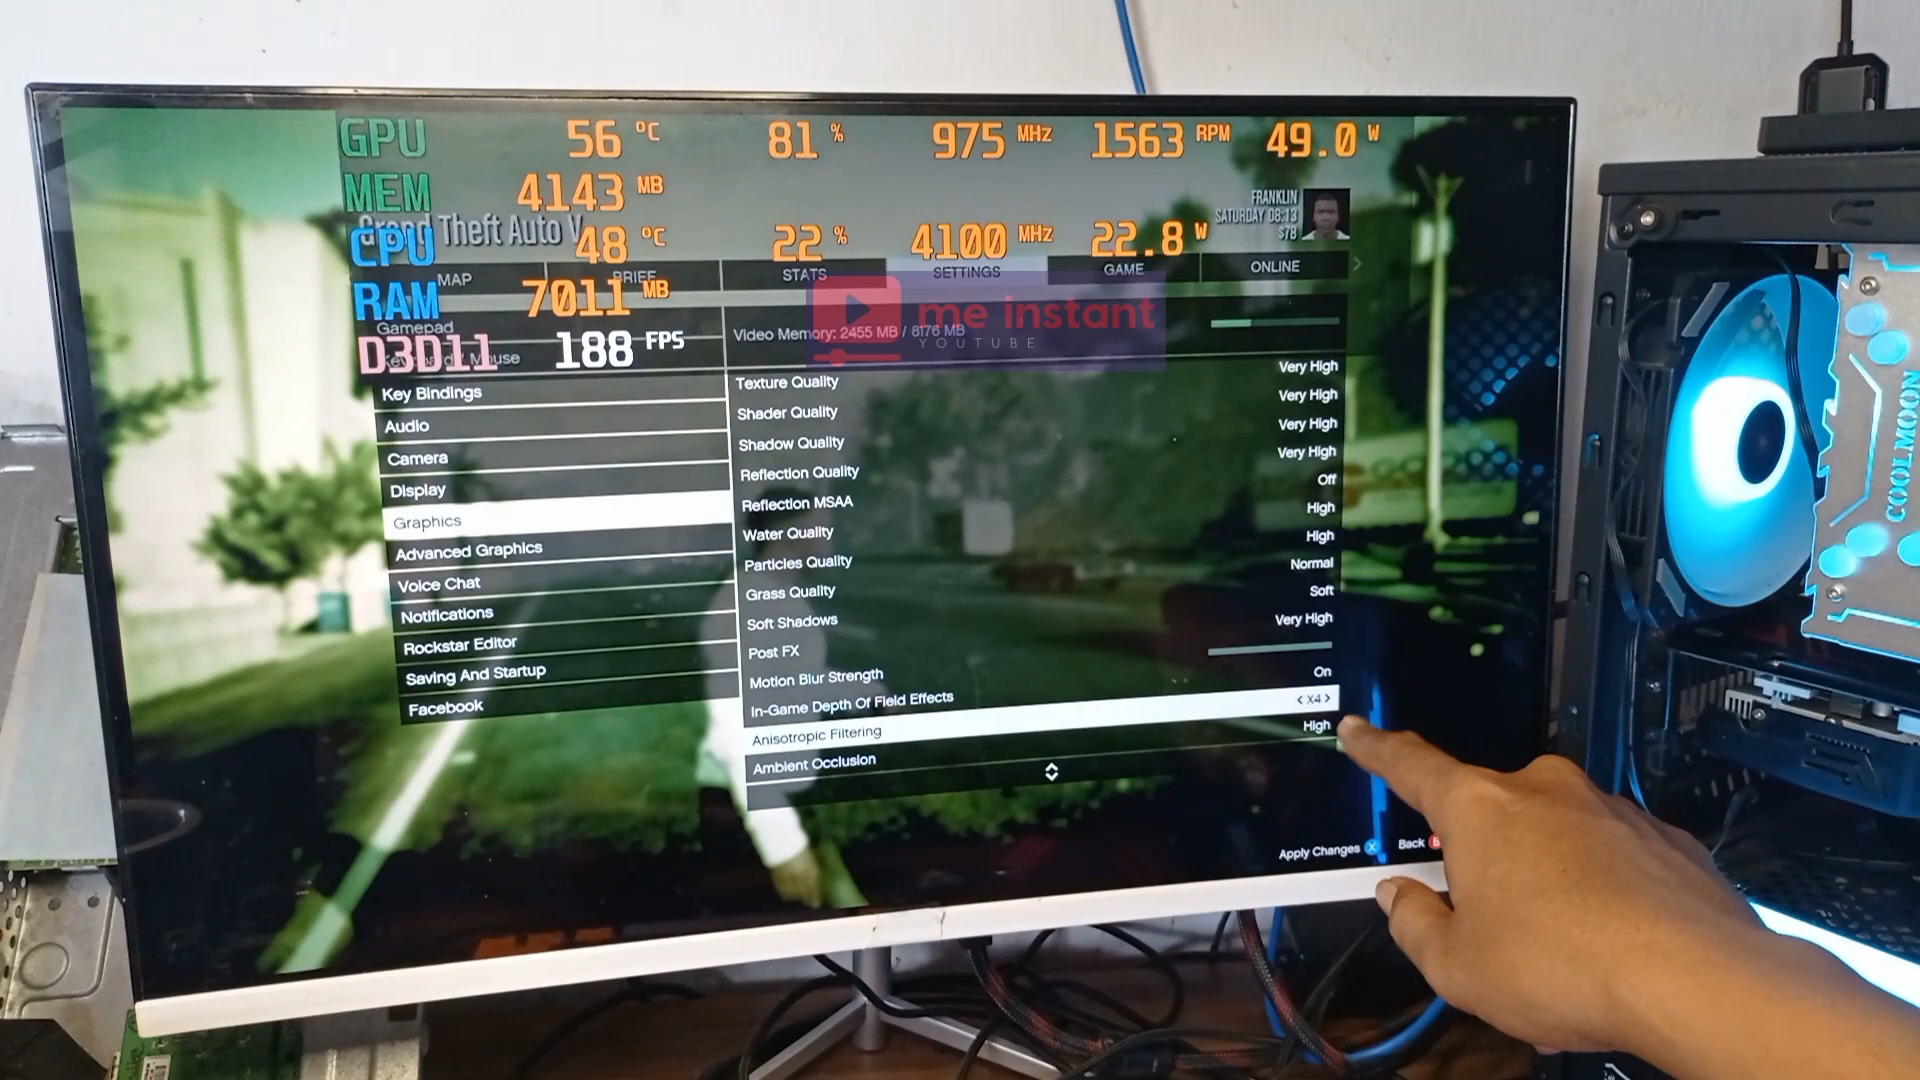 GPU 56 °C 81 % 975 MHz 1563 RPM 49.0 W
MEM 4143 MB
Grand Theft Auto V
FRANKLIN
SATURDAY 08:13
$78
CPU 48 °C 22 % 4100 MHz 22.8 W
MAP BRIEF STATS SETTINGS GAME ONLINE
RAM 7011 MB
me instant
YOUTUBE
Gamepad
Video Memory: 2455 MB / 8176 MB
D3D11 188 FPS
Keyboard / Mouse
Key Bindings
Audio
Camera
Display
Graphics
Advanced Graphics
Voice Chat
Notifications
Rockstar Editor
Saving And Startup
Facebook
Texture Quality Very High
Shader Quality Very High
Shadow Quality Very High
Reflection Quality Very High
Reflection MSAA Off
Water Quality High
Particles Quality High
Grass Quality Normal
Soft Shadows Soft
Post FX Very High
Motion Blur Strength
In-Game Depth Of Field Effects On
Anisotropic Filtering < X4 >
Ambient Occlusion High
Apply Changes X Back B
COOLMOON